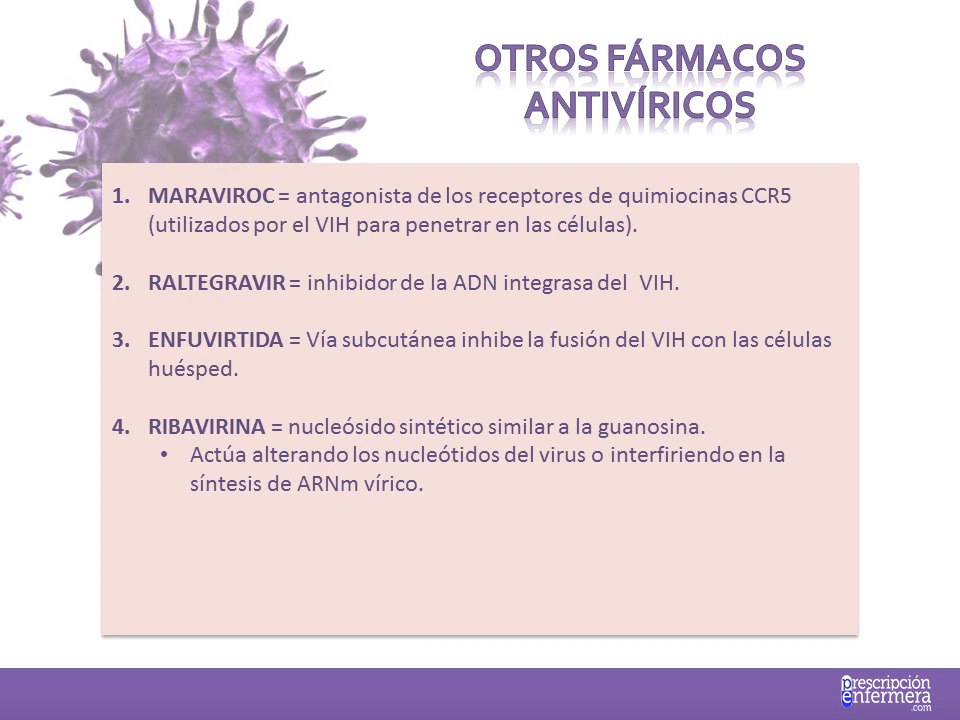 OTROS FÁRMACOS
ANTIVÍRICOS
1. MARAVIROC = antagonista de los receptores de quimiocinas CCR5
(utilizados por el VIH para penetrar en las células).
2. RALTEGRAVIR = inhibidor de la ADN integrasa del VIH.
3. ENFUVIRTIDA = Vía subcutánea inhibe la fusión del VIH con las células
huésped.
4. RIBAVIRINA = nucleósido sintético similar a la guanosina.
• Actúa alterando los nucleótidos del virus o interfiriendo en la
síntesis de ARNm vírico.
prescripción
enfermera
.com